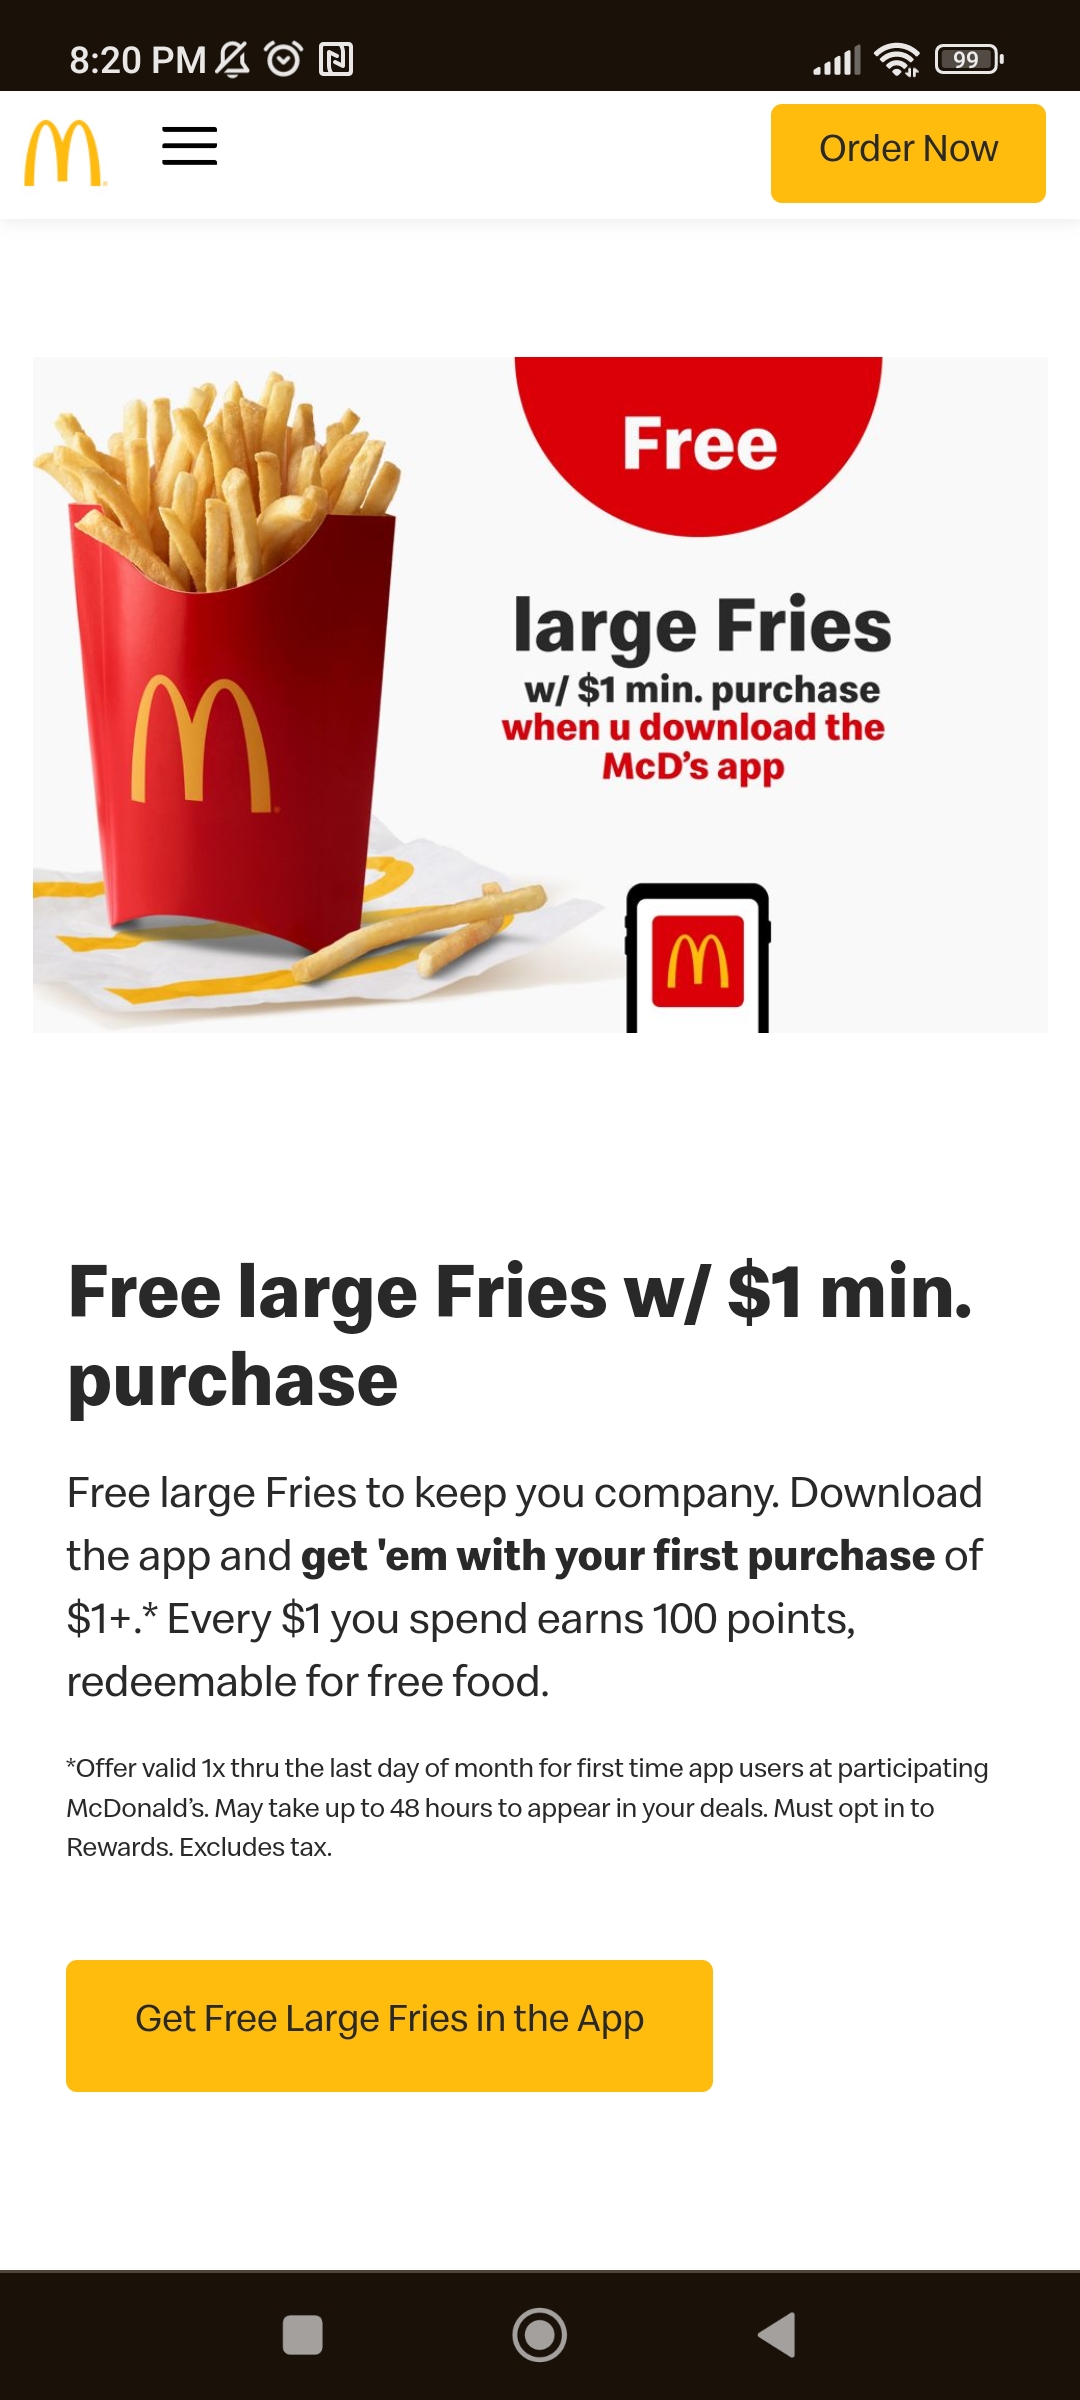 8:20 PM
99
Order Now
Free
large Fries
w/ $1 min. purchase
when u download the
McD's app
Free large Fries w/ $1 min.
purchase
Free large Fries to keep you company. Download
the app and get 'em with your first purchase of
$1+.* Every $1 you spend earns 100 points,
redeemable for free food.
*Offer valid 1x thru the last day of month for first time app users at participating
McDonald’s. May take up to 48 hours to appear in your deals. Must opt in to
Rewards. Excludes tax.
Get Free Large Fries in the App